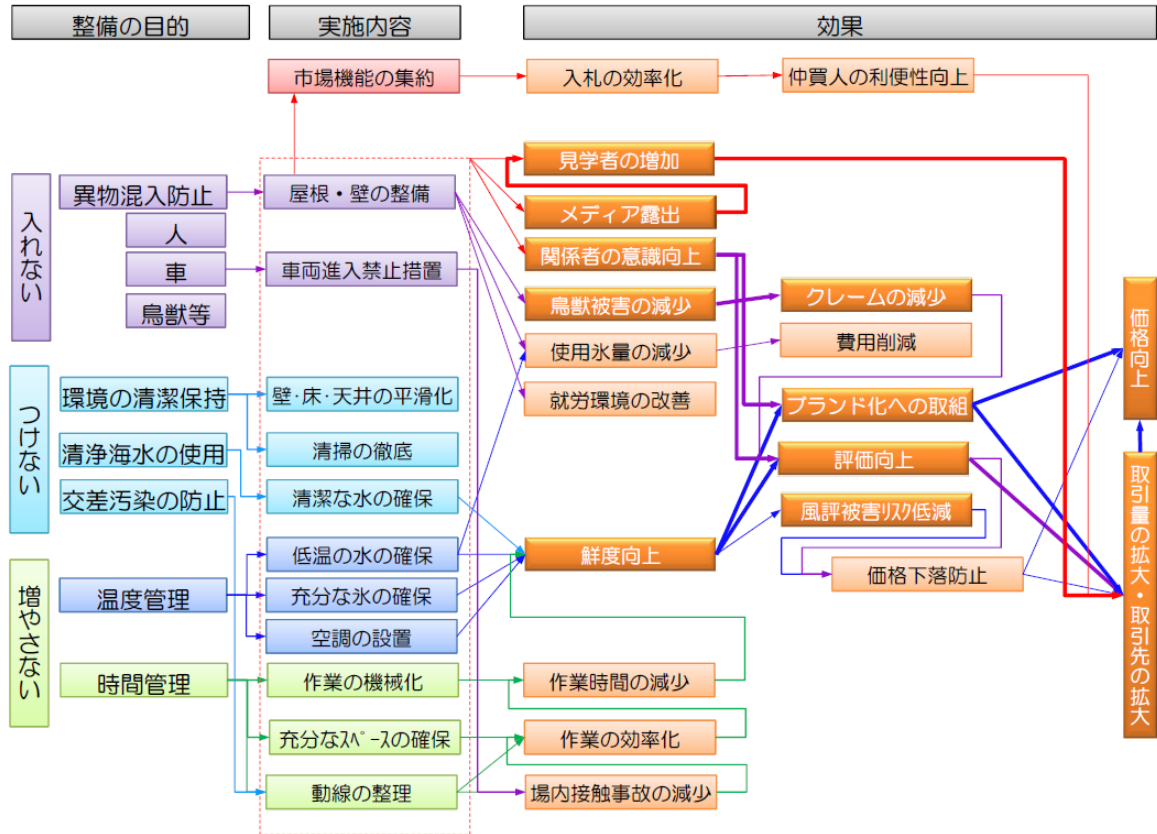 整備の目的
実施内容
効果
市場機能の集約
入札の効率化
仲買人の利便性向上
入れない
異物混入防止
人
車
鳥獣等
屋根・壁の整備
車両進入禁止措置
見学者の増加
メディア露出
関係者の意識向上
鳥獣被害の減少
使用氷量の減少
就労環境の改善
クレームの減少
費用削減
ブランド化への取組
評価向上
風評被害ﾘｽｸ低減
価格下落防止
価格向上
取引量の拡大・取引先の拡大
つけない
環境の清潔保持
清浄海水の使用
交差汚染の防止
壁・床・天井の平滑化
清掃の徹底
清潔な水の確保
鮮度向上
増やさない
温度管理
時間管理
低温の水の確保
充分な氷の確保
空調の設置
作業の機械化
充分なｽﾍﾟｰｽの確保
動線の整理
作業時間の減少
作業の効率化
場内接触事故の減少